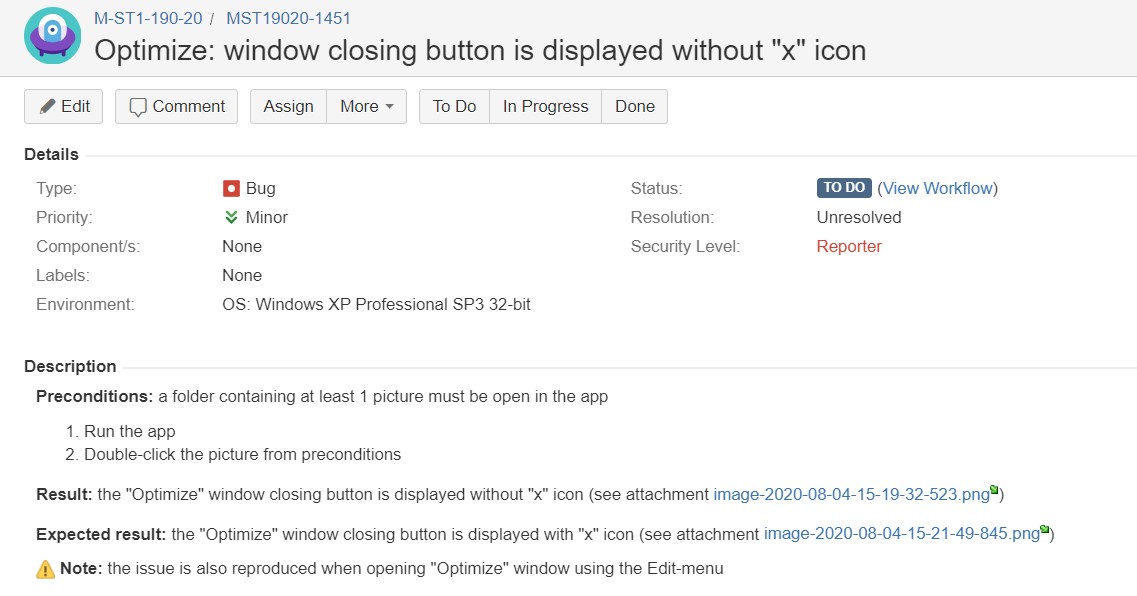 M-ST1-190-20 / MST19020-1451
Optimize: window closing button is displayed without "x" icon
Edit Comment Assign More To Do In Progress Done
Details
Type: Bug Status: TO DO (View Workflow)
Priority: Minor Resolution: Unresolved
Component/s: None Security Level: Reporter
Labels: None
Environment: OS: Windows XP Professional SP3 32-bit
Description
Preconditions: a folder containing at least 1 picture must be open in the app
1. Run the app
2. Double-click the picture from preconditions
Result: the "Optimize" window closing button is displayed without "x" icon (see attachment image-2020-08-04-15-19-32-523.png)
Expected result: the "Optimize" window closing button is displayed with "x" icon (see attachment image-2020-08-04-15-21-49-845.png)
Note: the issue is also reproduced when opening "Optimize" window using the Edit-menu